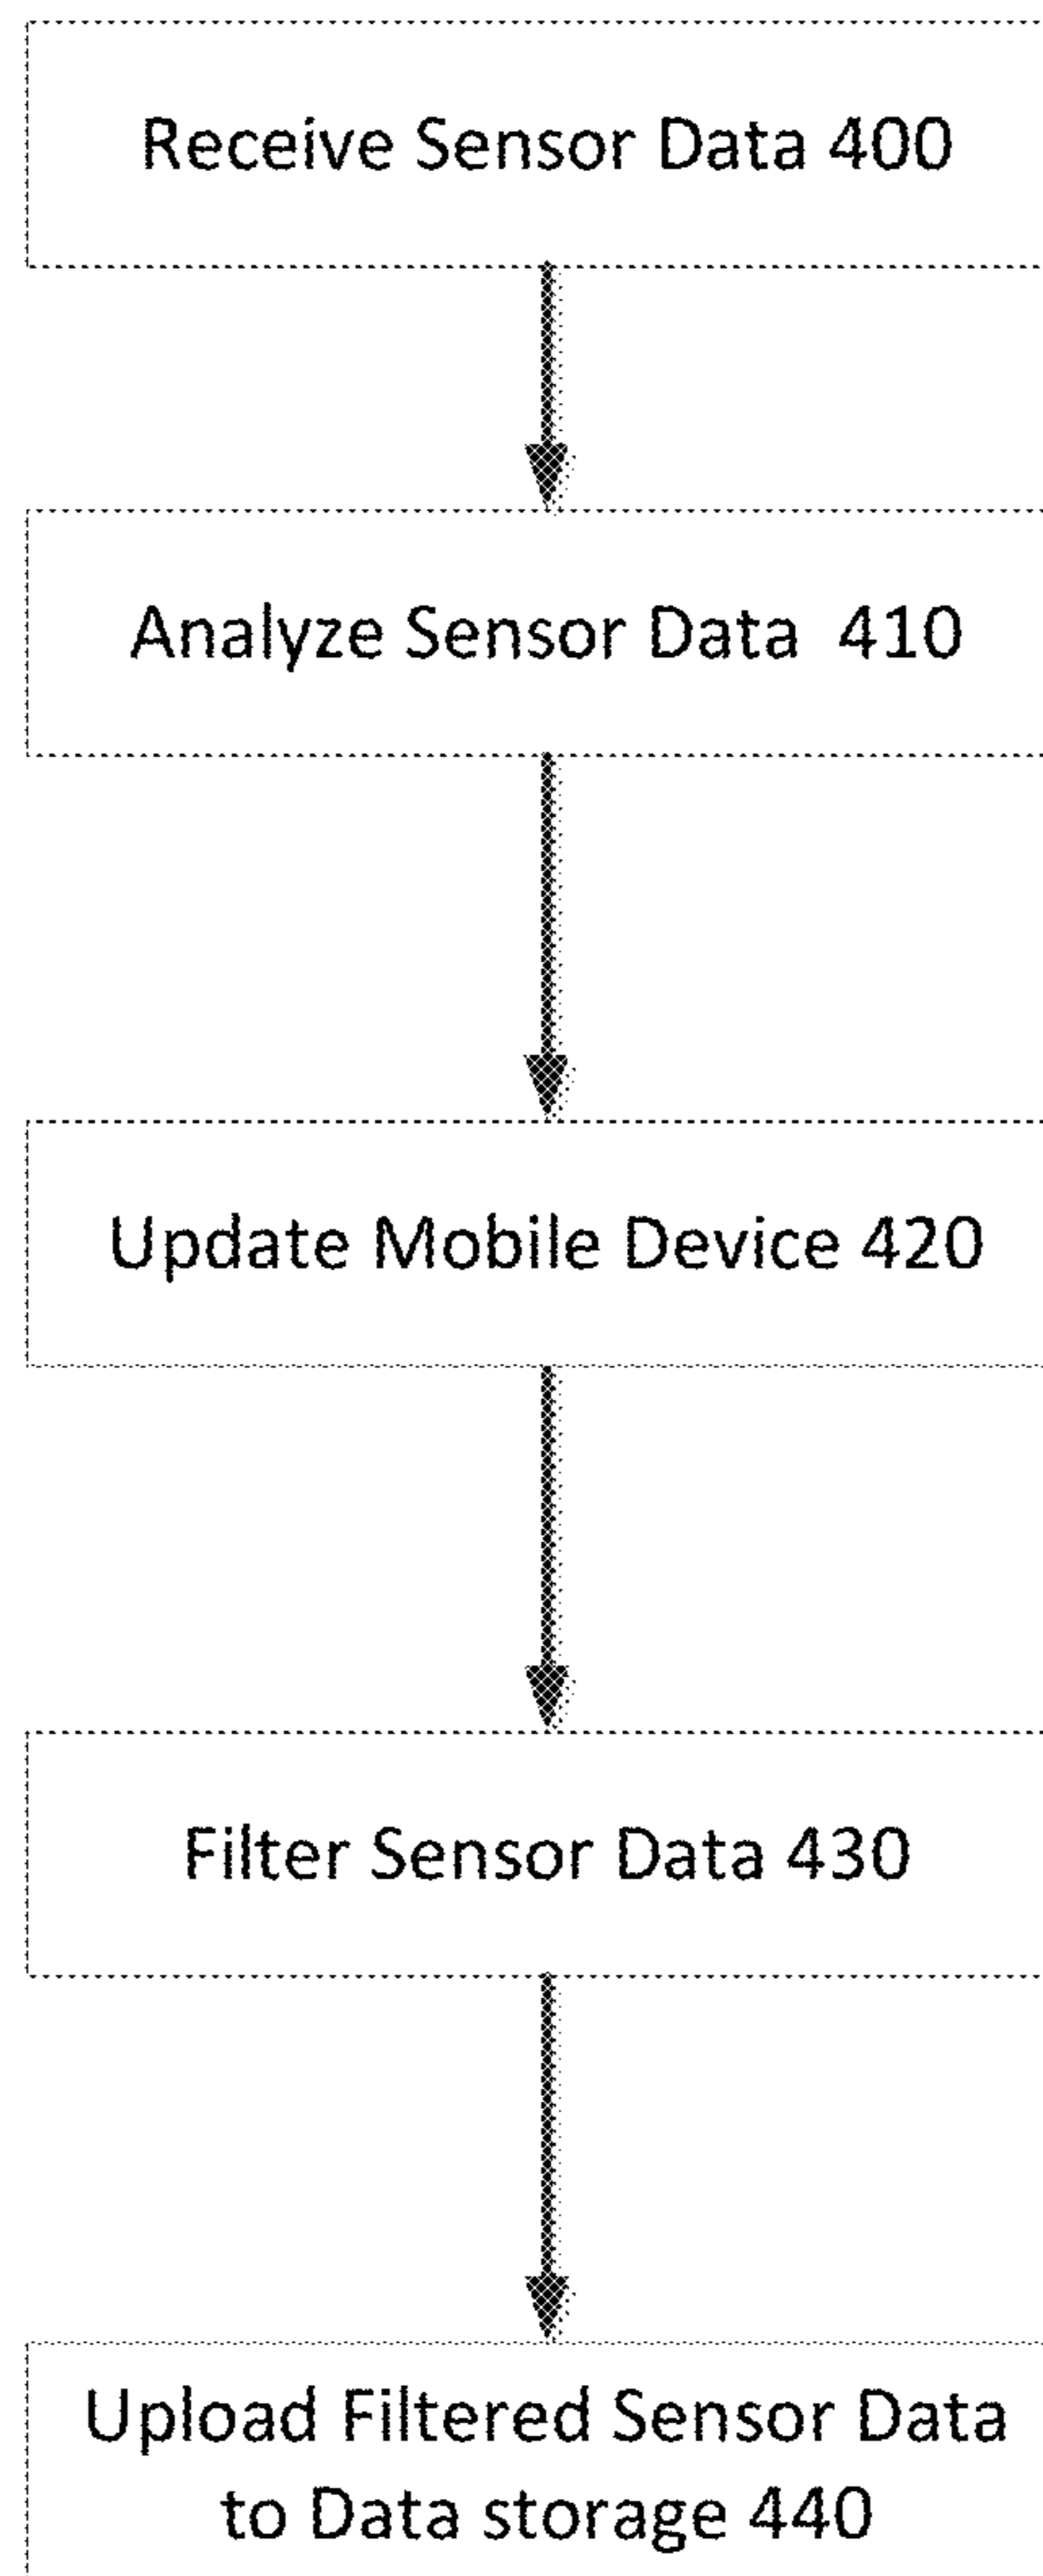 Receive Sensor Data 400
Analyze Sensor Data 410
Update Mobile Device 420
Filter Sensor Data 430
Upload Filtered Sensor Data
to Data storage 440